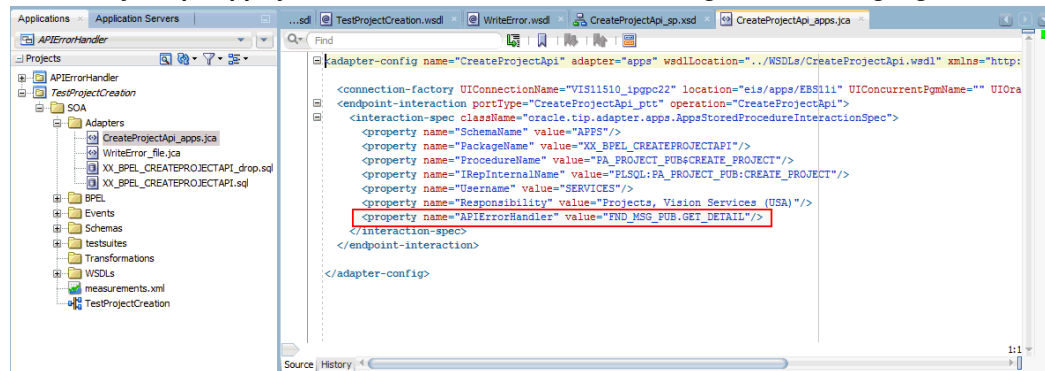 Applications
Application Servers
APIErrorHandler
Projects
APIErrorHandler
TestProjectCreation
SOA
Adapters
CreateProjectApi_apps.jca
WriteError_file.jca
XX_BPEL_CREATEPROJECTAPI_drop.sql
XX_BPEL_CREATEPROJECTAPI.sql
BPEL
Events
Schemas
testsuites
Transformations
WSDLs
measurements.xml
TestProjectCreation
...sdl TestProjectCreation.wsdl WriteError.wsdl CreateProjectApi_sp.xsd CreateProjectApi_apps.jca
Find
<adapter-config name="CreateProjectApi" adapter="apps" wsdlLocation="../WSDLs/CreateProjectApi.wsdl" xmlns="http:
<connection-factory UIConnectionName="VIS11510_ipgpc22" location="eis/apps/EBS11i" UIConcurrentPgmName="" UIOra
<endpoint-interaction portType="CreateProjectApi_ptt" operation="CreateProjectApi">
<interaction-spec className="oracle.tip.adapter.apps.AppsStoredProcedureInteractionSpec">
<property name="SchemaName" value="APPS"/>
<property name="PackageName" value="XX_BPEL_CREATEPROJECTAPI"/>
<property name="ProcedureName" value="PA_PROJECT_PUB$CREATE_PROJECT"/>
<property name="IRepInternalName" value="PLSQL:PA_PROJECT_PUB:CREATE_PROJECT"/>
<property name="Username" value="SERVICES"/>
<property name="Responsibility" value="Projects, Vision Services (USA)"/>
<property name="APIErrorHandler" value="FND_MSG_PUB.GET_DETAIL"/>
</interaction-spec>
</endpoint-interaction>
</adapter-config>
1:1
Source History